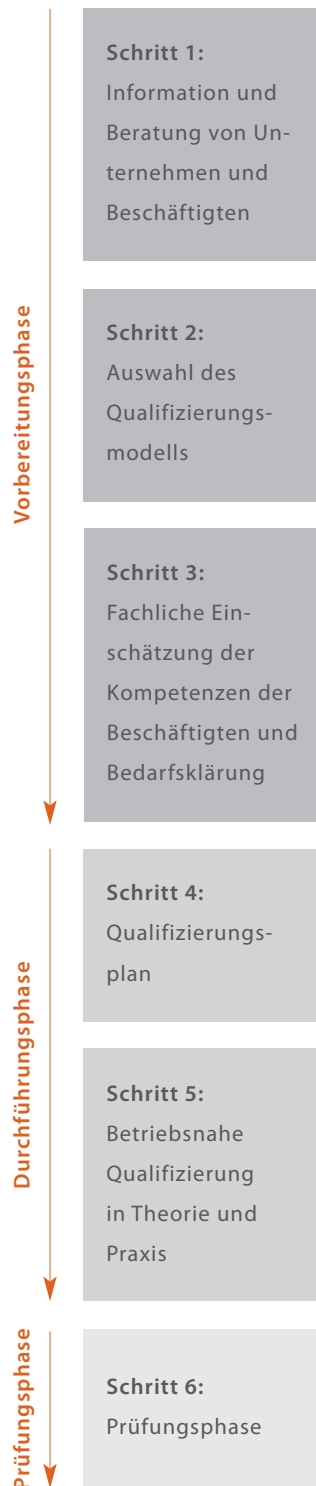 Vorbereitungsphase
Schritt 1:
Information und
Beratung von Un-
ternehmen und
Beschäftigten
Schritt 2:
Auswahl des
Qualifizierungs-
modells
Schritt 3:
Fachliche Ein-
schätzung der
Kompetenzen der
Beschäftigten und
Bedarfsklärung
Durchführungsphase
Schritt 4:
Qualifizierungs-
plan
Schritt 5:
Betriebsnahe
Qualifizierung
in Theorie und
Praxis
Prüfungsphase
Schritt 6:
Prüfungsphase